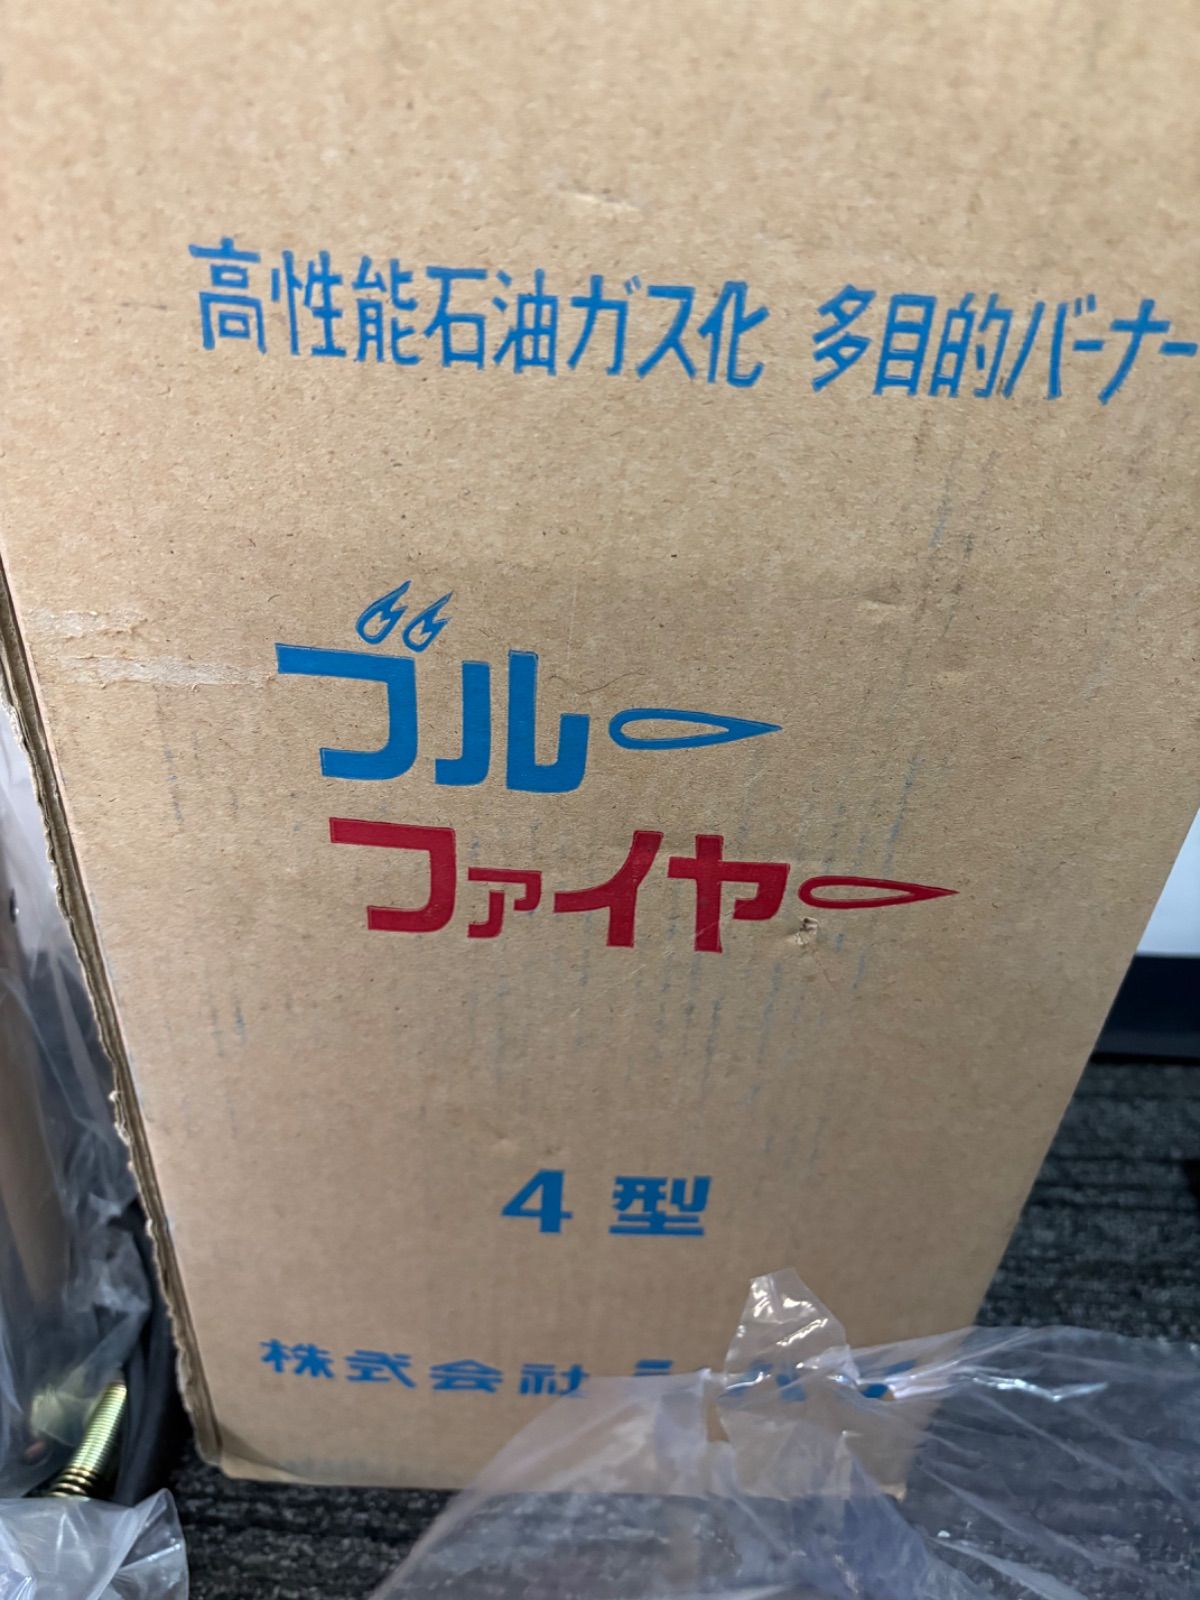 高性能石油ガス化 多目的バーナー
ブルー
ファイヤー
4型
株式会社